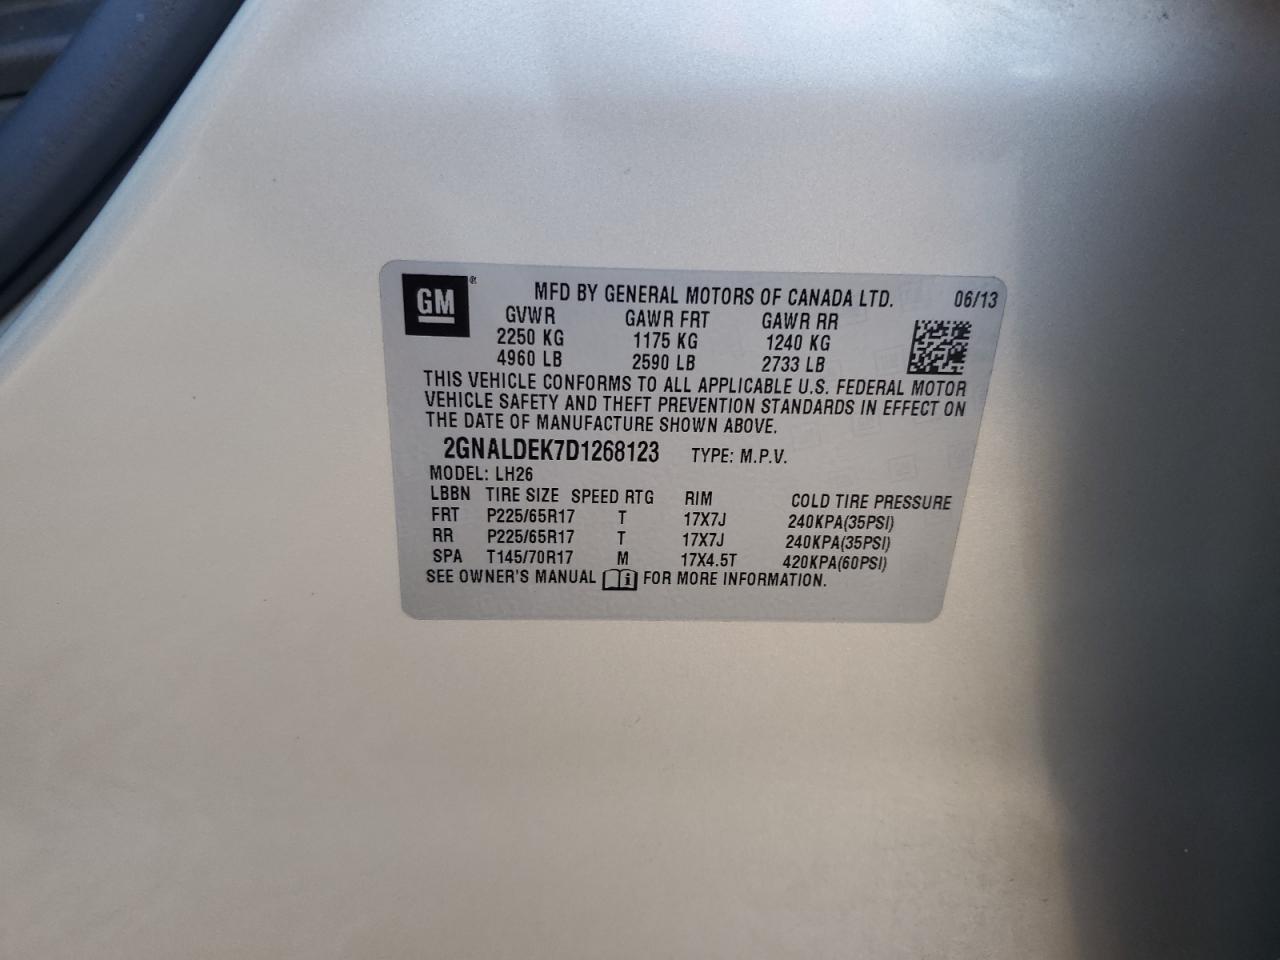 GM ® MFD BY GENERAL MOTORS OF CANADA LTD. 06/13
GVWR GAWR FRT GAWR RR
2250 KG 1175 KG 1240 KG
4960 LB 2590 LB 2733 LB
THIS VEHICLE CONFORMS TO ALL APPLICABLE U.S. FEDERAL MOTOR
VEHICLE SAFETY AND THEFT PREVENTION STANDARDS IN EFFECT ON
THE DATE OF MANUFACTURE SHOWN ABOVE.
2GNALDEK7D1268123 TYPE: M.P.V.
MODEL: LH26
LBBN TIRE SIZE SPEED RTG RIM COLD TIRE PRESSURE
FRT P225/65R17 T 17X7J 240KPA(35PSI)
RR P225/65R17 T 17X7J 240KPA(35PSI)
SPA T145/70R17 M 17X4.5T 420KPA(60PSI)
SEE OWNER'S MANUAL FOR MORE INFORMATION.